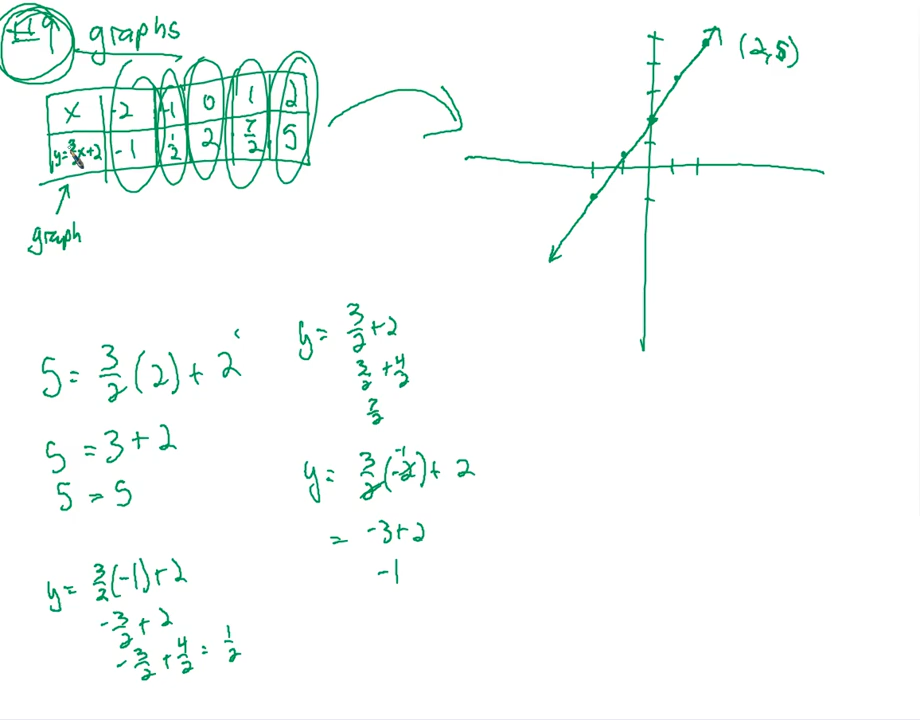 graphs
x -2 -1 0 1 2
y=3/2x+2 -1 1/2 2 7/2 5
graph
(2,5)
5 = 3/2(2) + 2
5 = 3+2
5 = 5
y = 3/2(-1)+2
-3/2 + 2
-3/2 + 4/2 = 1/2
y = 3/2 + 2
3/2 + 4/2
7/2
y = 3/2(-2)+ 2
-1
= -3+2
-1